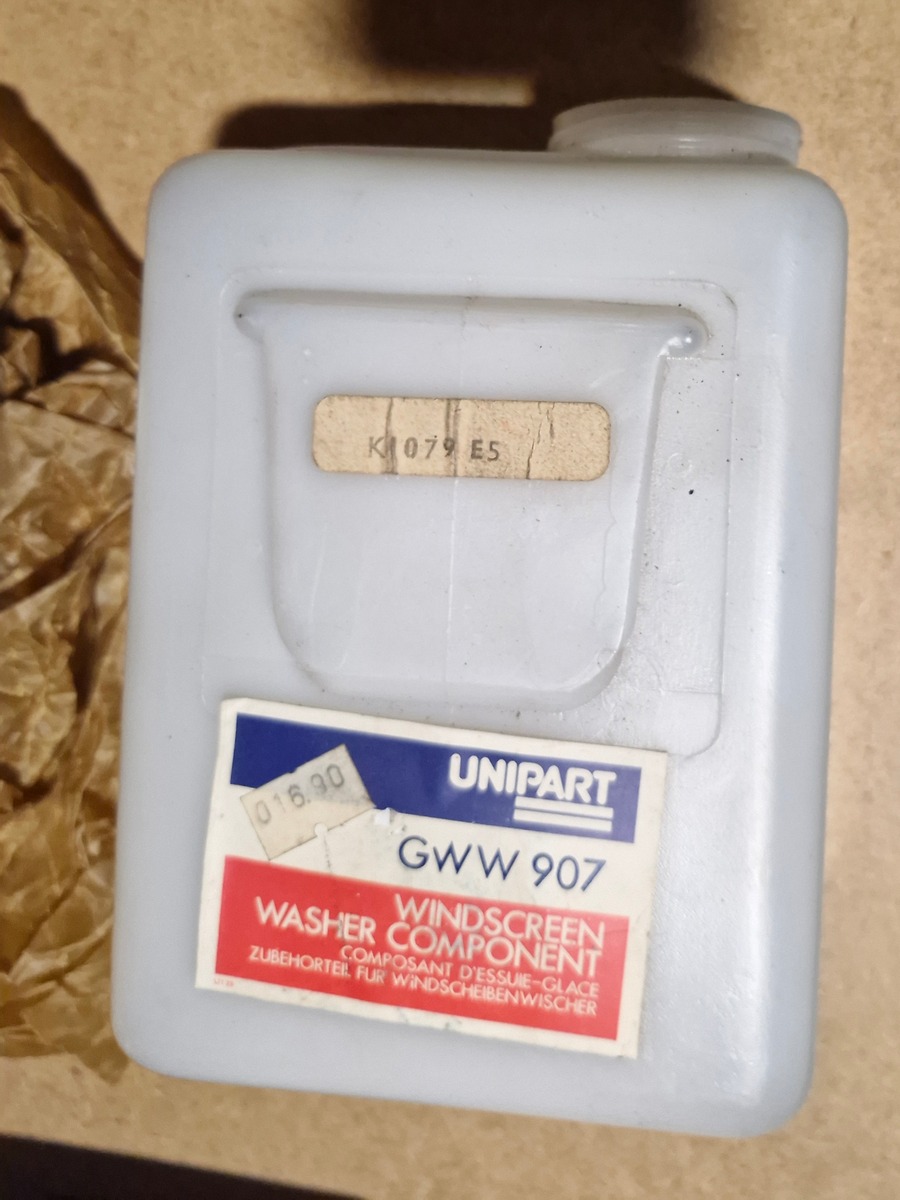 K1079 E5
UNIPART
016.90
GWW 907
WINDSCREEN
WASHER COMPONENT
COMPOSANT D'ESSUIE-GLACE
ZUBEHORTEIL FUR WINDSCHEIBENWISCHER